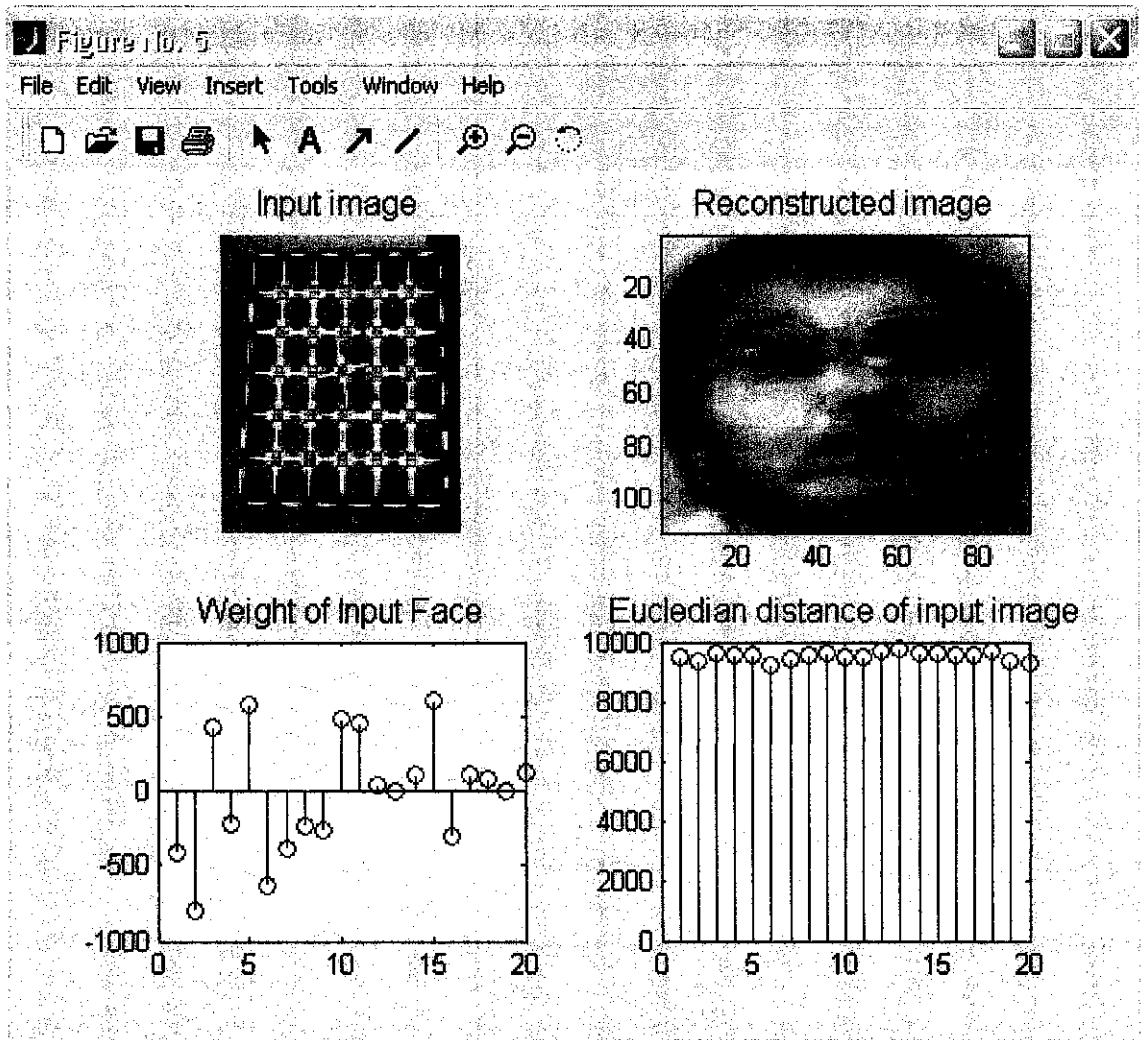 Figure No. 5
File Edit View Insert Tools Window Help
A
Input image
Reconstructed image
20
40
60
80
100
20 40 60 80
Weight of Input Face
1000
500
0
-500
-1000
0 5 10 15 20
Eucledian distance of input image
10000
8000
6000
4000
2000
0
0 5 10 15 20